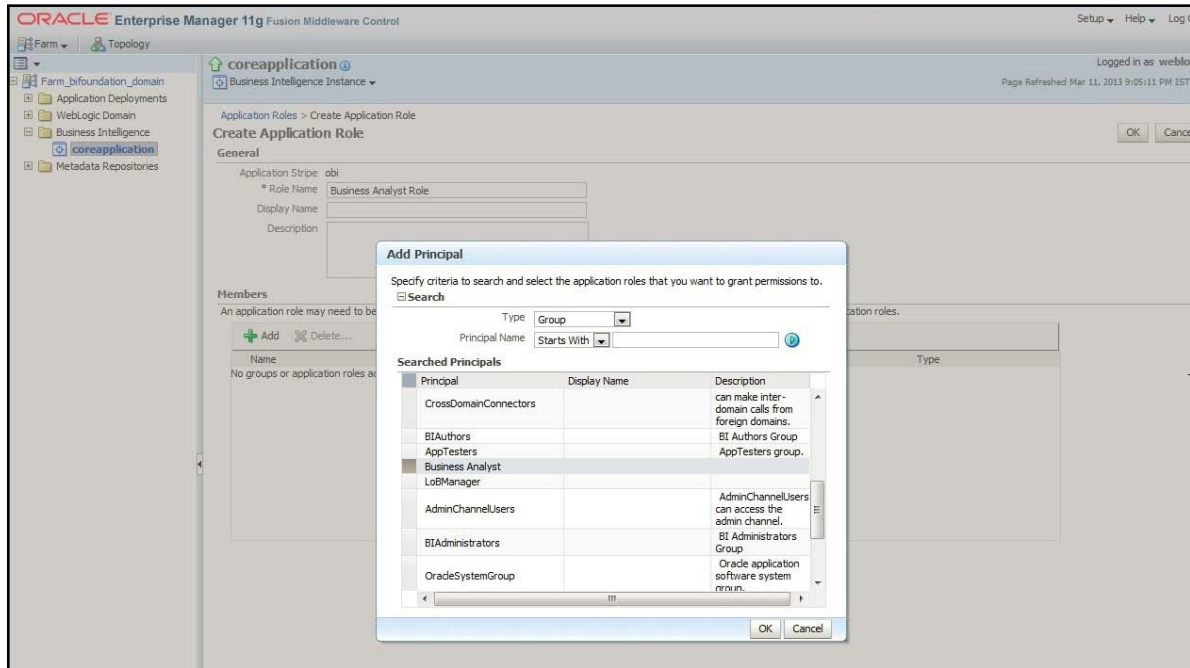 ORACLE Enterprise Manager 11g Fusion Middleware Control
Setup Help Log
Farm Topology
Farm_bifoundation_domain
Application Deployments
WebLogic Domain
Business Intelligence
coreapplication
Metadata Repositories
coreapplication
Logged in as weblo
Business Intelligence Instance
Page Refreshed Mar 11, 2013 9:05:11 PM IST
Application Roles > Create Application Role
Create Application Role
OK Cance
General
Application Stripe obi
* Role Name Business Analyst Role
Display Name
Description
Members
An application role may need to be
cation roles.
Add Delete...
Name Type
No groups or application roles ad
Add Principal
Specify criteria to search and select the application roles that you want to grant permissions to.
Search
Type Group
Principal Name Starts With
Searched Principals
Principal Display Name Description
CrossDomainConnectors
can make inter-
domain calls from
foreign domains.
BIAuthors BI Authors Group
AppTesters AppTesters group.
Business Analyst
LoBManager
AdminChannelUsers
AdminChannelUsers
can access the
admin channel.
BIAdministrators
BI Administrators
Group
OracleSystemGroup
Oracle application
software system
group.
OK Cancel